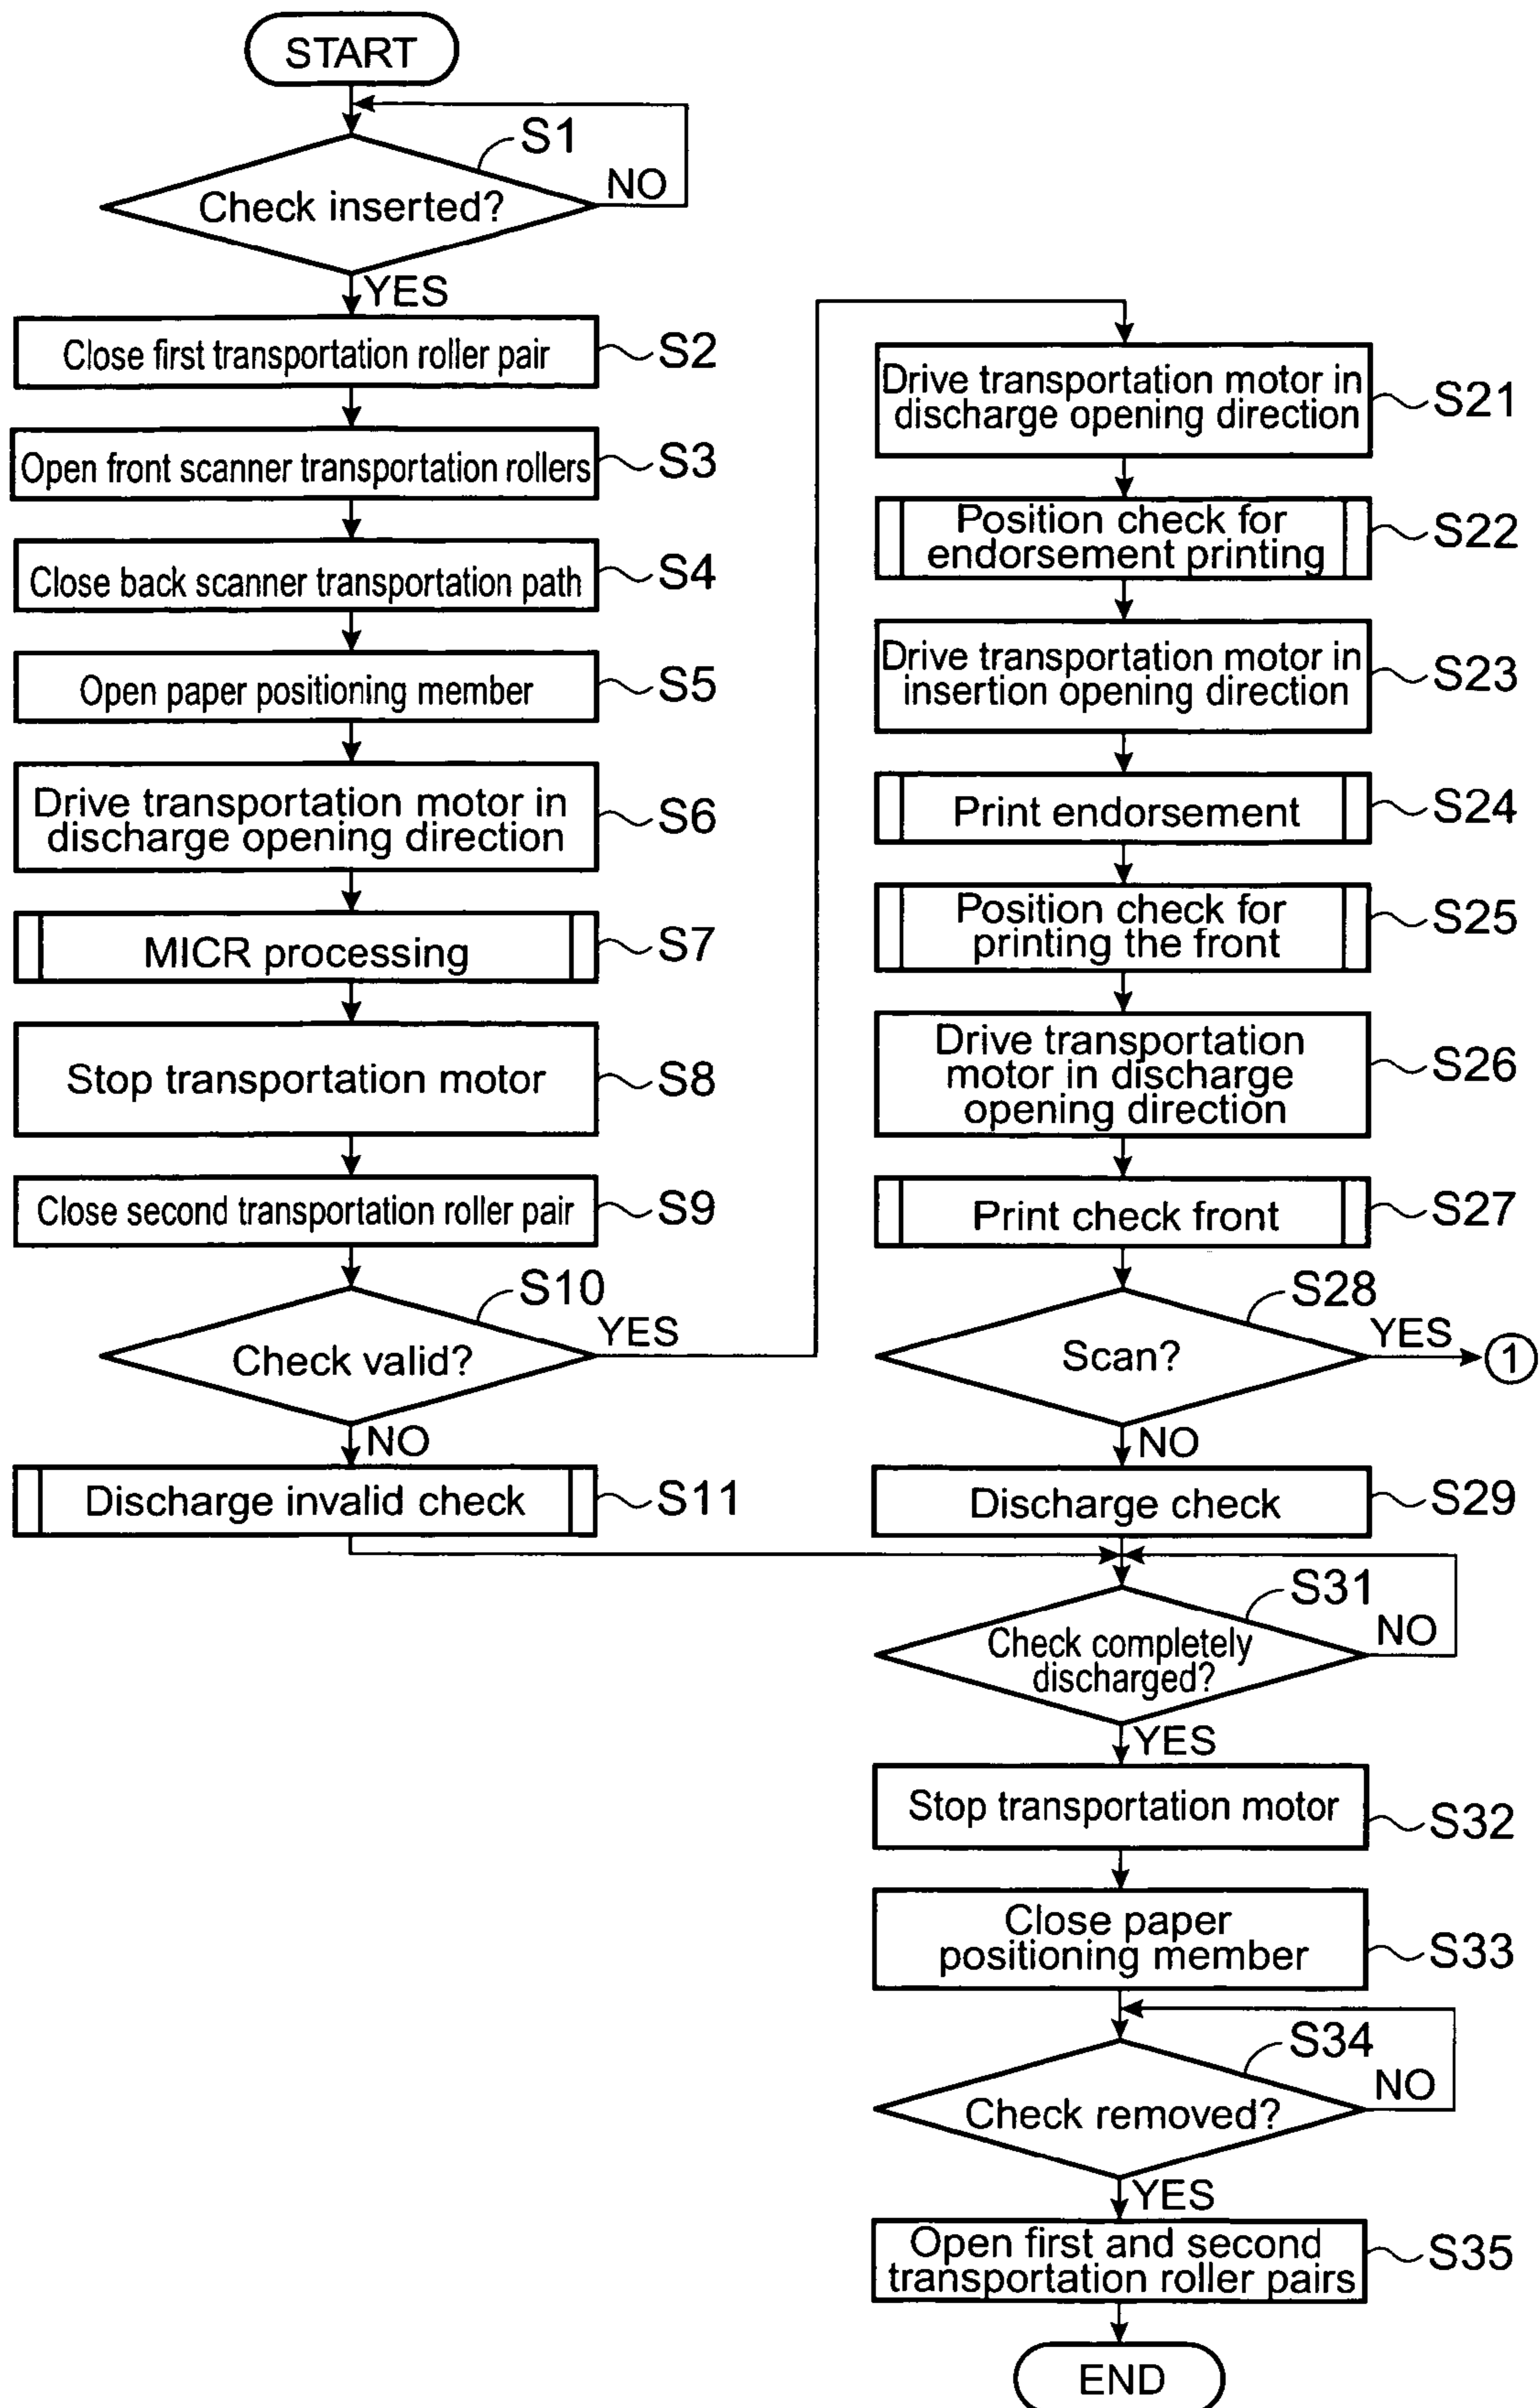 START
S1
NO
Check inserted?
YES
Close first transportation roller pair
S2
Open front scanner transportation rollers
S3
Close back scanner transportation path
S4
Open paper positioning member
S5
Drive transportation motor in
discharge opening direction
S6
MICR processing
S7
Stop transportation motor
S8
Close second transportation roller pair
S9
S10
YES
Check valid?
NO
Discharge invalid check
S11
Drive transportation motor in
discharge opening direction
S21
Position check for
endorsement printing
S22
Drive transportation motor in
insertion opening direction
S23
Print endorsement
S24
Position check for
printing the front
S25
Drive transportation
motor in discharge
opening direction
S26
Print check front
S27
S28
YES
Scan?
1
NO
Discharge check
S29
S31
NO
Check completely
discharged?
YES
Stop transportation motor
S32
Close paper
positioning member
S33
S34
NO
Check removed?
YES
Open first and second
transportation roller pairs
S35
END